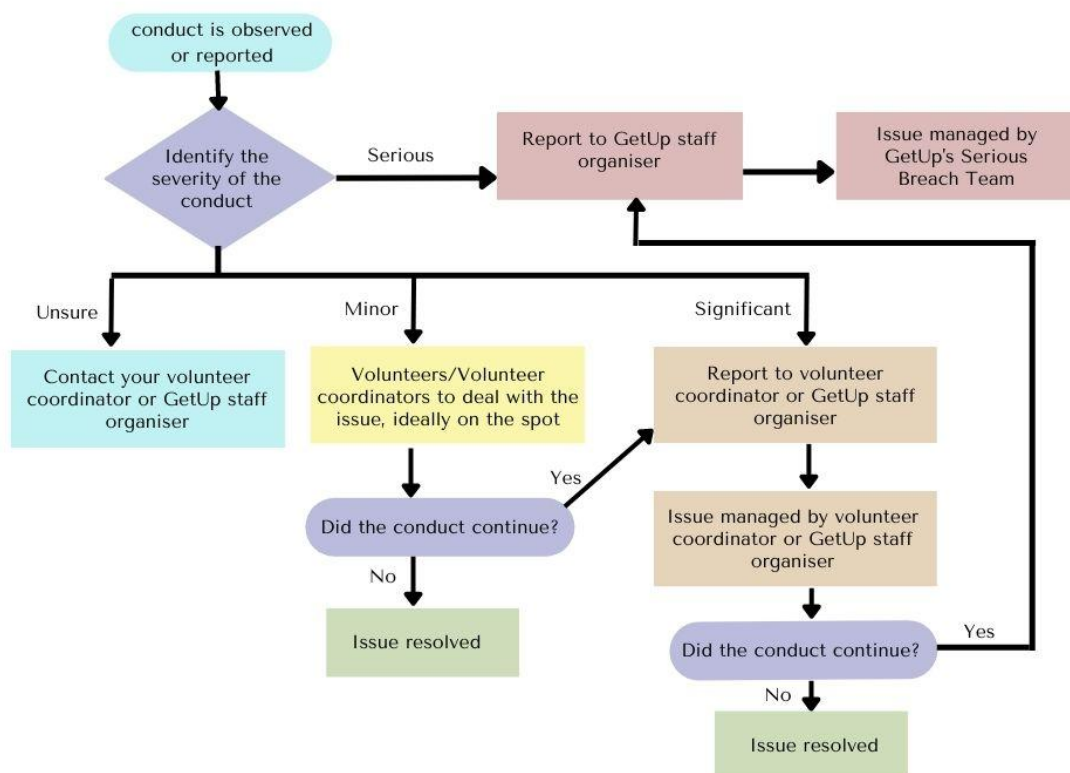 conduct is observed
or reported
Identify the
severity of the
conduct
Serious
Report to GetUp staff
organiser
Issue managed by
GetUp's Serious
Breach Team
Unsure
Minor
Significant
Contact your volunteer
coordinator or GetUp staff
organiser
Volunteers/Volunteer
coordinators to deal with the
issue, ideally on the spot
Report to volunteer
coordinator or GetUp staff
organiser
Yes
Did the conduct continue?
Issue managed by volunteer
coordinator or GetUp staff
organiser
No
Issue resolved
Did the conduct continue?
Yes
No
Issue resolved